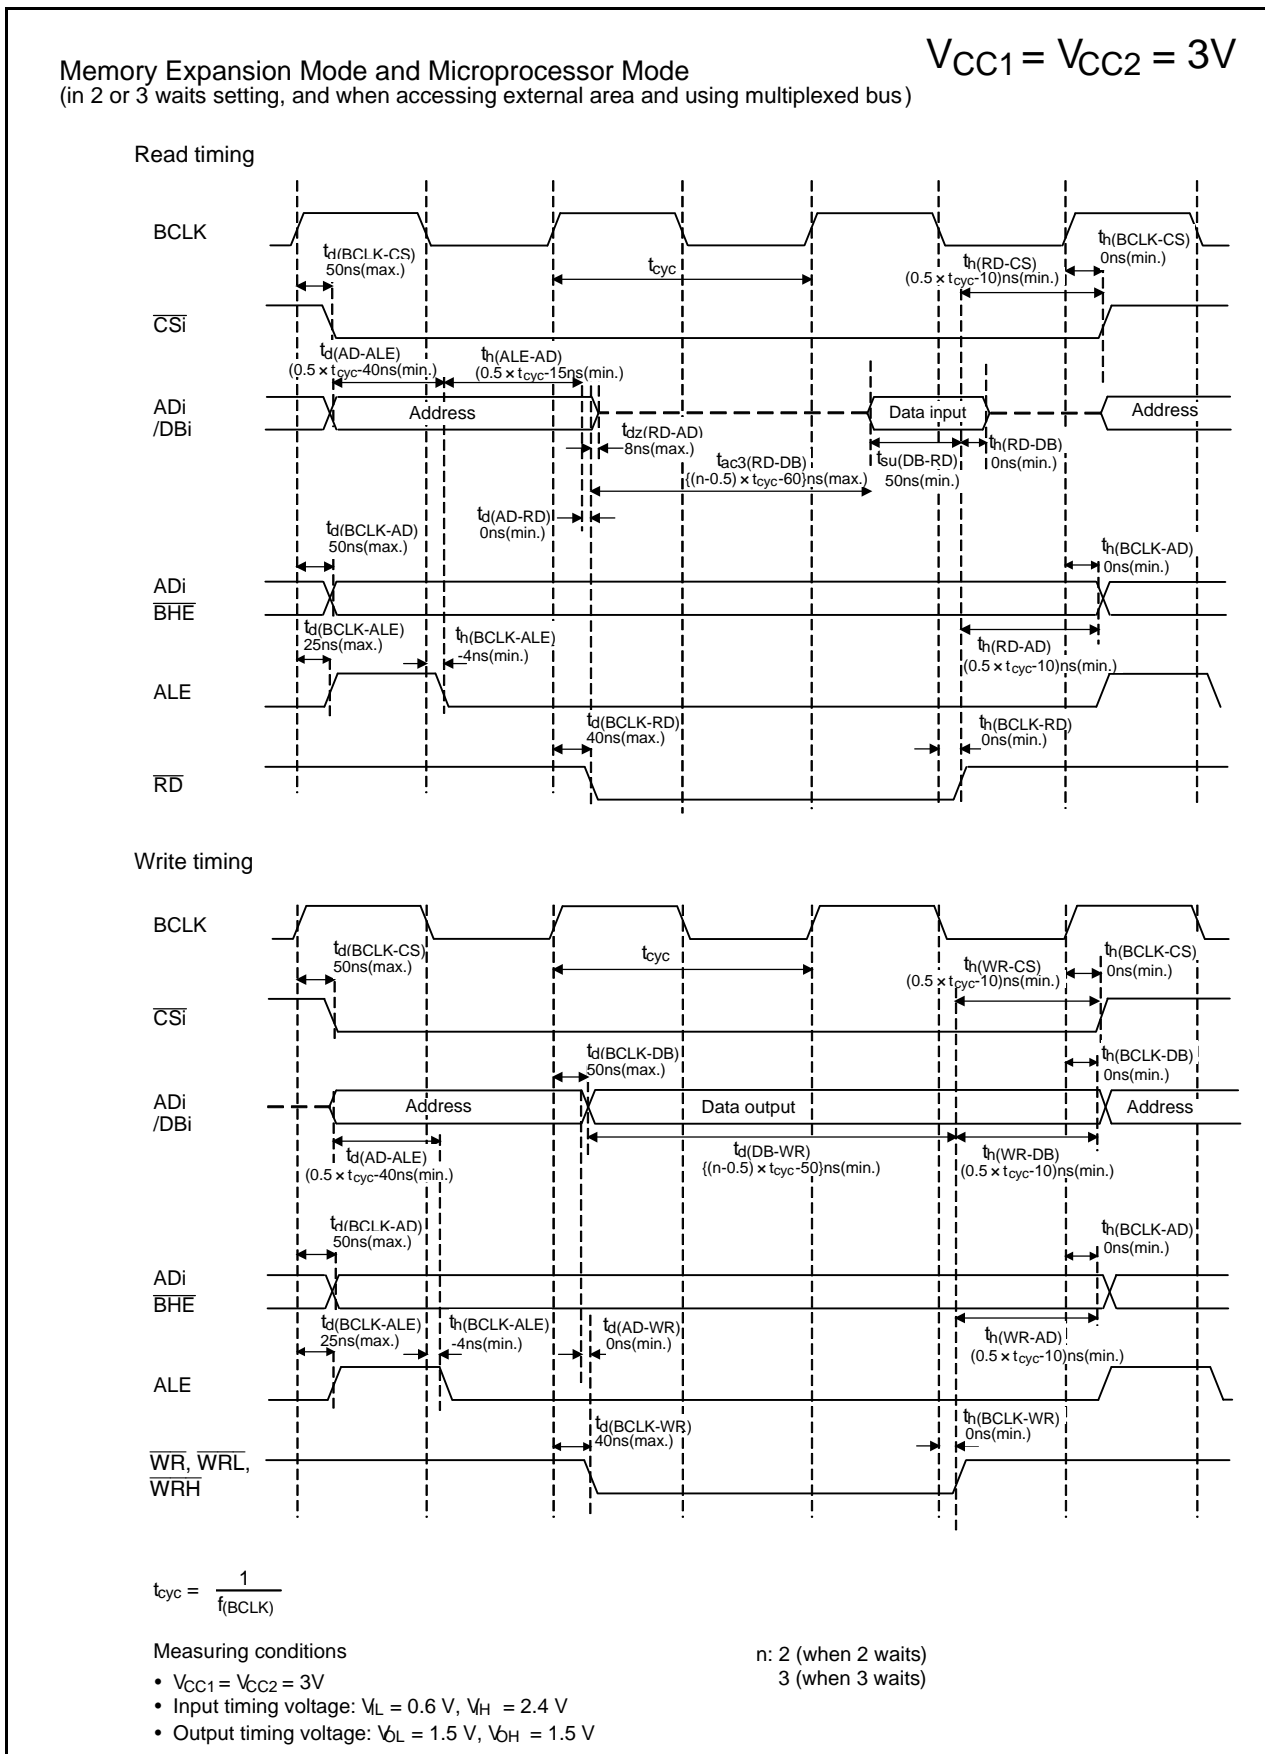 VCC1 = VCC2 = 3V
Memory Expansion Mode and Microprocessor Mode
(in 2 or 3 waits setting, and when accessing external area and using multiplexed bus)
Read timing
BCLK
td(BCLK-CS)
50ns(max.)
tcyc
th(RD-CS)
(0.5 × tcyc-10)ns(min.)
th(BCLK-CS)
0ns(min.)
CSi
td(AD-ALE)
(0.5 × tcyc-40ns(min.)
th(ALE-AD)
(0.5 × tcyc-15ns(min.)
ADi
/DBi
Address
Data input
Address
tdz(RD-AD)
8ns(max.)
tac3(RD-DB)
{(n-0.5) × tcyc-60}ns(max.)
tsu(DB-RD)
50ns(min.)
th(RD-DB)
0ns(min.)
td(AD-RD)
0ns(min.)
td(BCLK-AD)
50ns(max.)
th(BCLK-AD)
0ns(min.)
ADi
BHE
td(BCLK-ALE)
25ns(max.)
th(BCLK-ALE)
-4ns(min.)
th(RD-AD)
(0.5 × tcyc-10)ns(min.)
ALE
td(BCLK-RD)
40ns(max.)
th(BCLK-RD)
0ns(min.)
RD
Write timing
BCLK
td(BCLK-CS)
50ns(max.)
tcyc
th(WR-CS)
(0.5 × tcyc-10)ns(min.)
th(BCLK-CS)
0ns(min.)
CSi
td(BCLK-DB)
50ns(max.)
th(BCLK-DB)
0ns(min.)
ADi
/DBi
Address
Data output
Address
td(AD-ALE)
(0.5 × tcyc-40ns(min.)
td(DB-WR)
{(n-0.5) × tcyc-50}ns(min.)
th(WR-DB)
(0.5 × tcyc-10)ns(min.)
td(BCLK-AD)
50ns(max.)
th(BCLK-AD)
0ns(min.)
ADi
BHE
td(BCLK-ALE)
25ns(max.)
th(BCLK-ALE)
-4ns(min.)
td(AD-WR)
0ns(min.)
th(WR-AD)
(0.5 × tcyc-10)ns(min.)
ALE
td(BCLK-WR)
40ns(max.)
th(BCLK-WR)
0ns(min.)
WR, WRL,
WRH
tcyc = 1
f(BCLK)
Measuring conditions
• VCC1 = VCC2 = 3V
• Input timing voltage: VIL = 0.6 V, VIH = 2.4 V
• Output timing voltage: VOL = 1.5 V, VOH = 1.5 V
n: 2 (when 2 waits)
3 (when 3 waits)